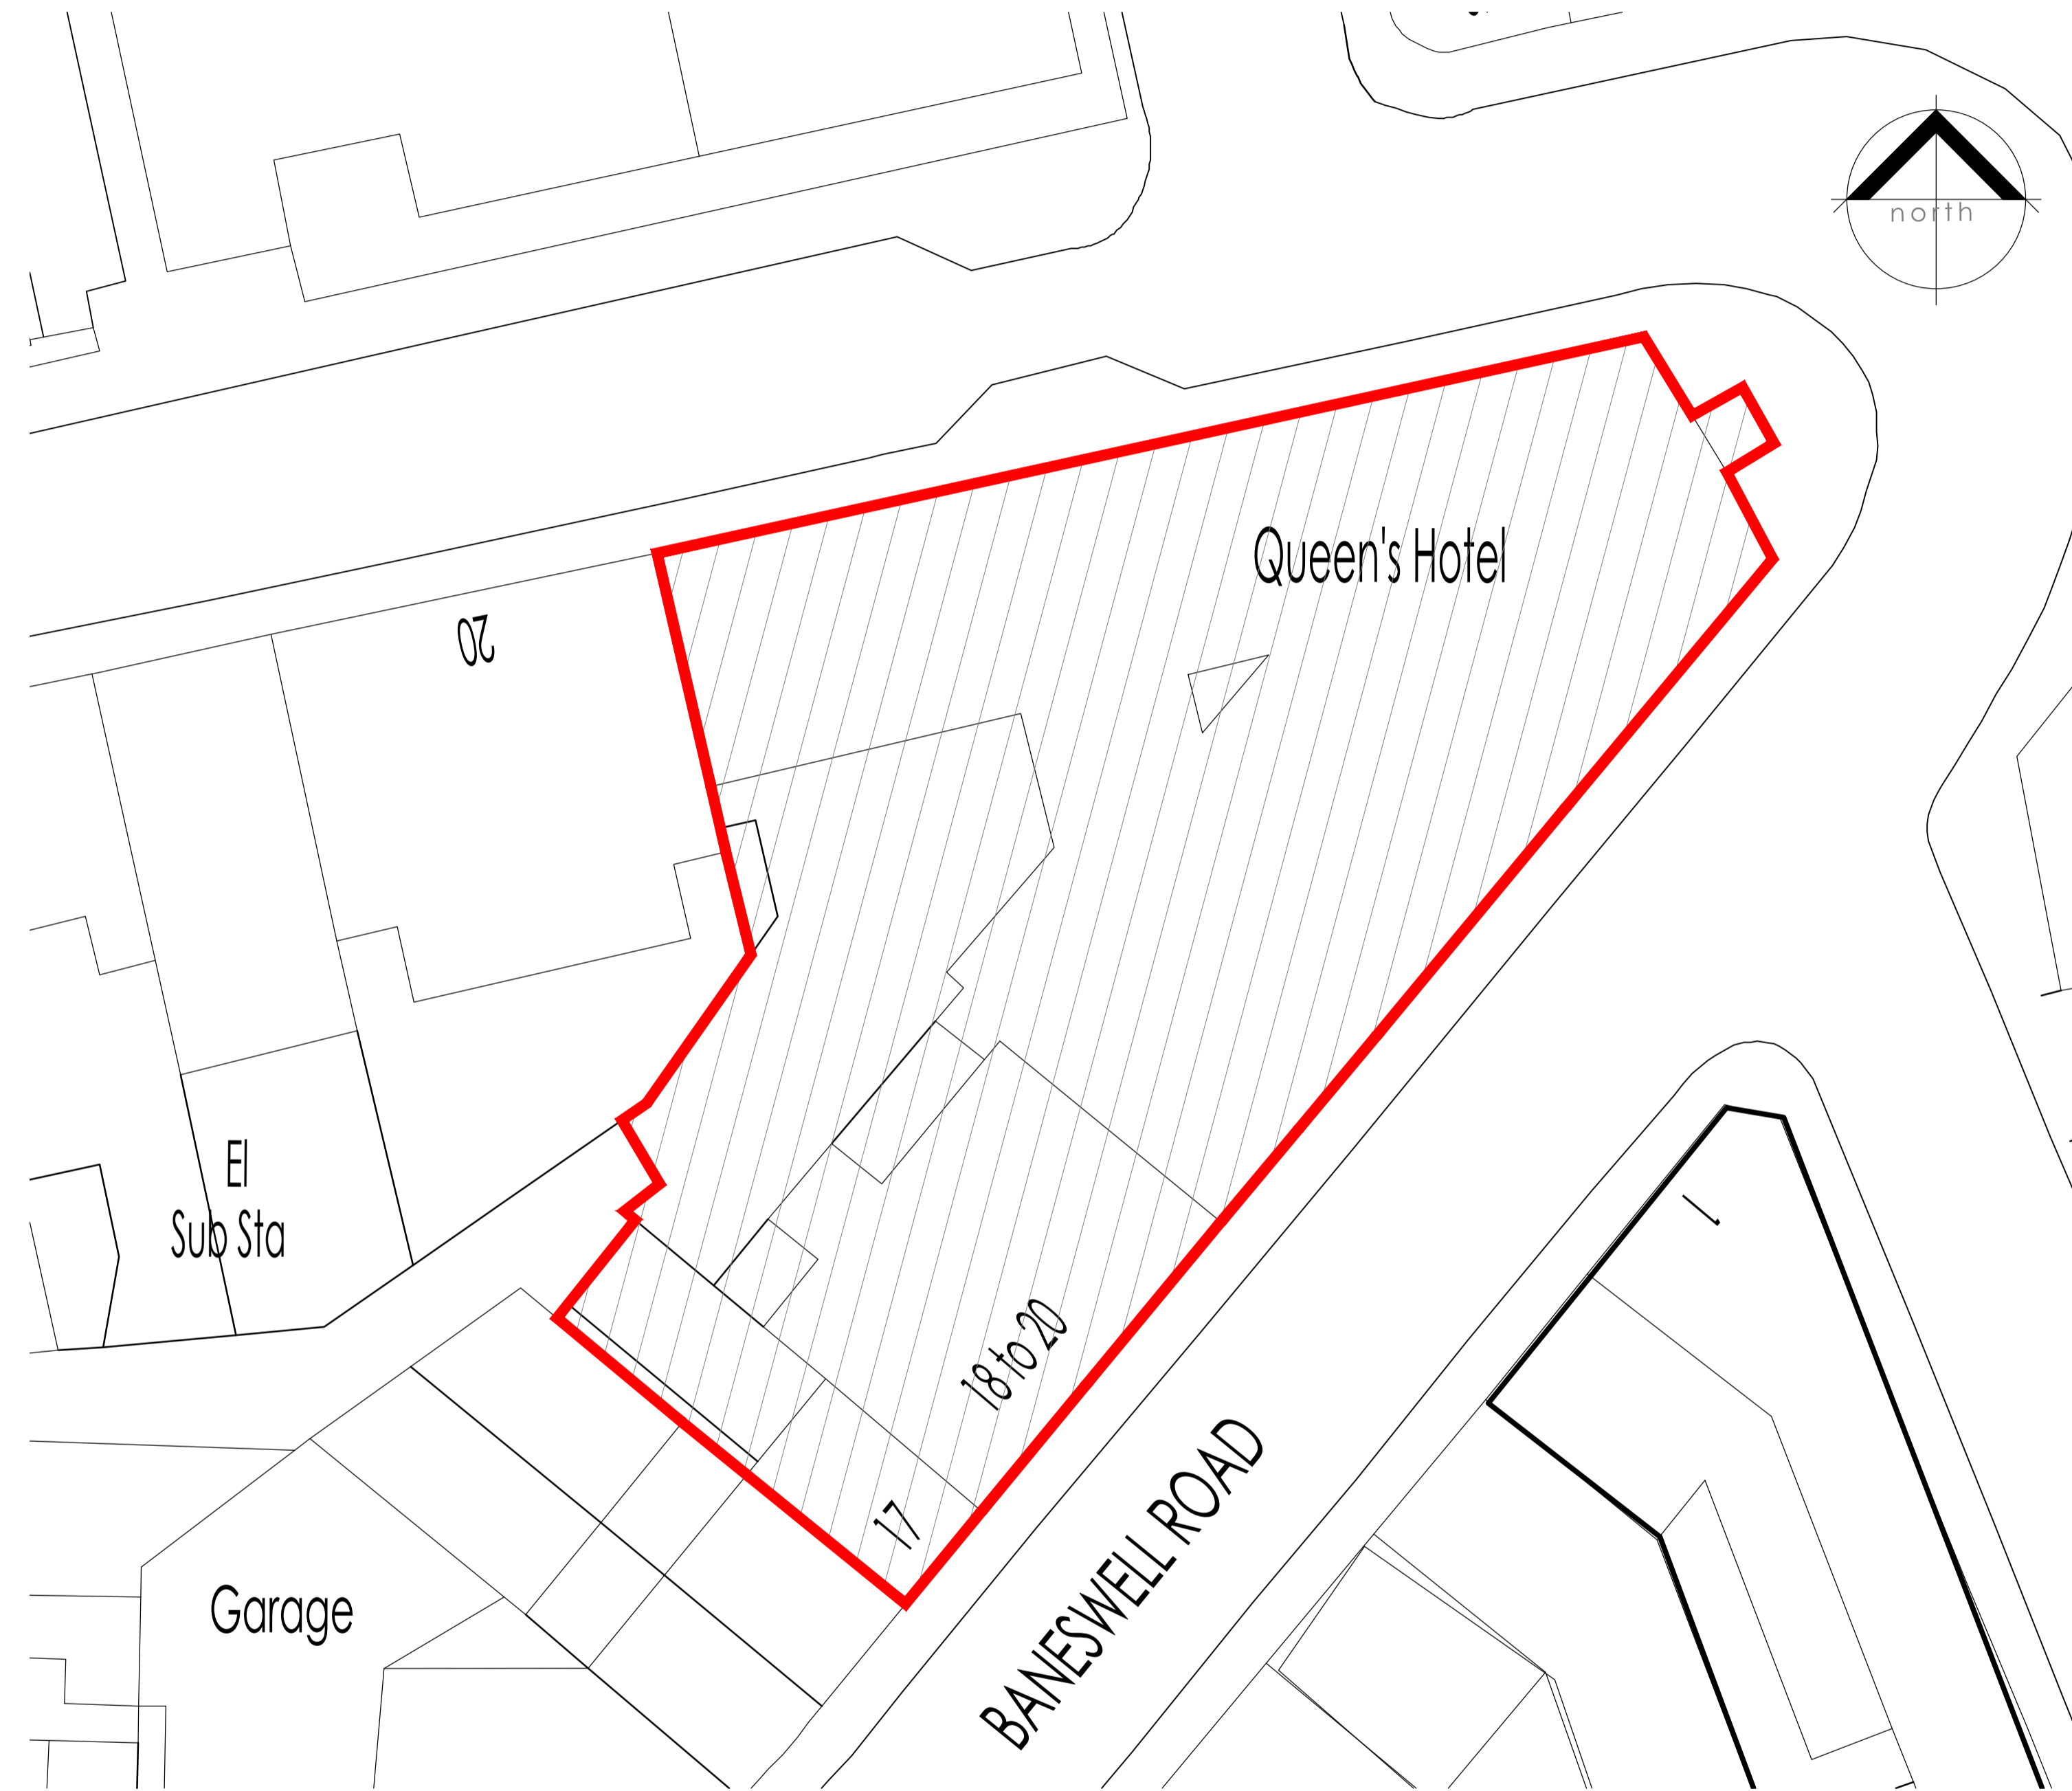 north
Queen's Hotel
20
El
Sub Sta
1
18 to 20
17
BANESWELL ROAD
Garage